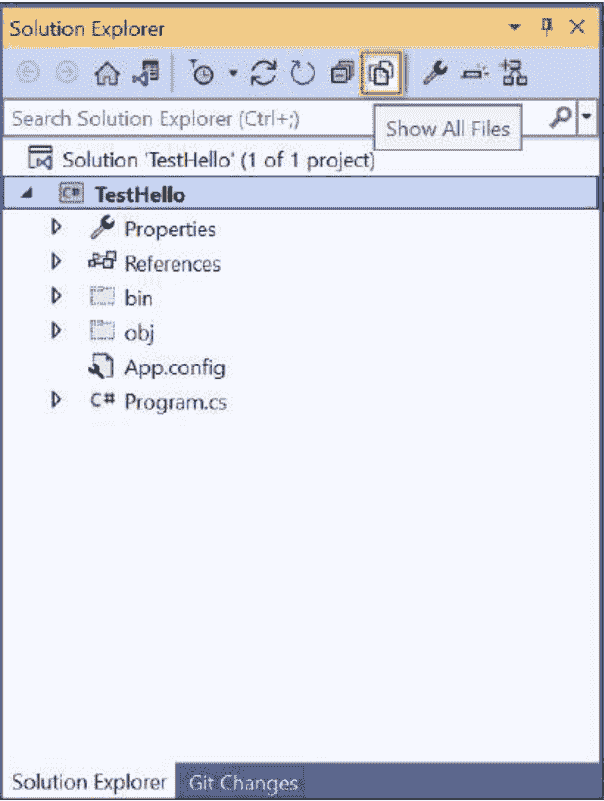 Solution Explorer
Search Solution Explorer (Ctrl+;)
Show All Files
Solution 'TestHello' (1 of 1 project)
C# TestHello
Properties
References
bin
obj
App.config
C# Program.cs
Solution Explorer Git Changes